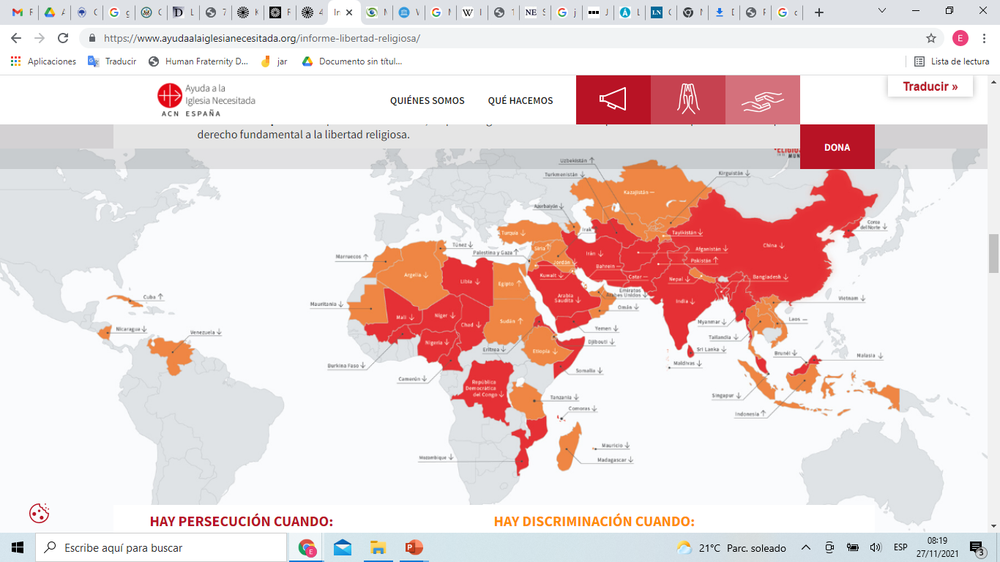 F
A
C
g
C
L
7
K
F
4
In
M
V
M
I
T
S
j
J
L
C
M
D
F
c
https://www.ayudaalaiglesianecesitada.org/informe-libertad-religiosa/
E
Aplicaciones
Traducir
Human Fraternity D...
jar
Documento sin títul...
Lista de lectura
Ayuda a la
Iglesia Necesitada
ACN ESPAÑA
QUIÉNES SOMOS
QUÉ HACEMOS
Traducir »
derecho fundamental a la libertad religiosa.
DONA
Uzbekistán ↑
Turkmenistán ↓
Kirguistán ↓
Kazajistán —
Azerbaiyán ↓
Irak ↑
Tayikistán ↓
Corea
del Norte ↓
Turquía ↓
Túnez ↓
Siria ↑
Palestina y Gaza ↑
Irán ↓
Afganistán ↓
China ↓
Marruecos ↑
Jordán ↓
Bahrein —
Pakistán ↑
Argelia ↓
Libia ↓
Egipto ↑
Kuwait ↓
Catar —
Nepal ↓
Bangladesh ↓
Cuba ↑
Mauritania ↓
Arabia
Saudita ↓
Emiratos
Árabes Unidos ↓
India ↓
Vietnam ↓
Omán ↓
Mali ↓
Níger ↓
Chad ↓
Sudán ↑
Myanmar ↓
Laos —
Nicaragua ↓
Venezuela ↓
Yemen ↓
Tailandia ↓
Nigeria ↓
Eritrea ↓
Etiopía ↓
Djibouti ↓
Sri Lanka ↓
Brunéi ↓
Malasia ↓
Burkina Faso ↓
Somalia ↓
Maldivas ↓
Camerún ↓
República
Democrática
del Congo ↓
Singapur ↓
Tanzania ↓
Comoras ↓
Indonesia ↑
Mauricio ↓
Mozambique ↓
Madagascar ↓
HAY PERSECUCIÓN CUANDO:
HAY DISCRIMINACIÓN CUANDO:
Escribe aquí para buscar
21°C Parc. soleado
ESP
08:19
27/11/2021
3